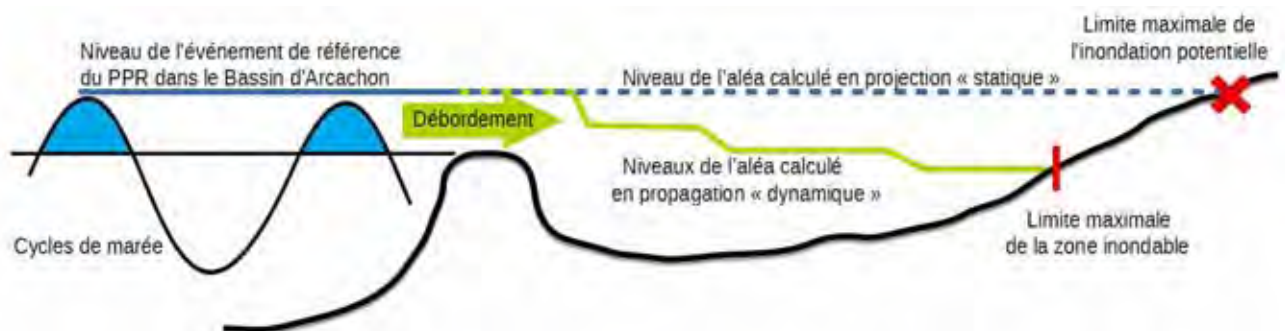 Limite maximale de
l'inondation potentielle
Niveau de l'événement de référence
du PPR dans le Bassin d'Arcachon
Niveau de l'aléa calculé en projection « statique »
Débordement
Niveaux de l'aléa calculé
en propagation « dynamique »
Cycles de marée
Limite maximale
de la zone inondable